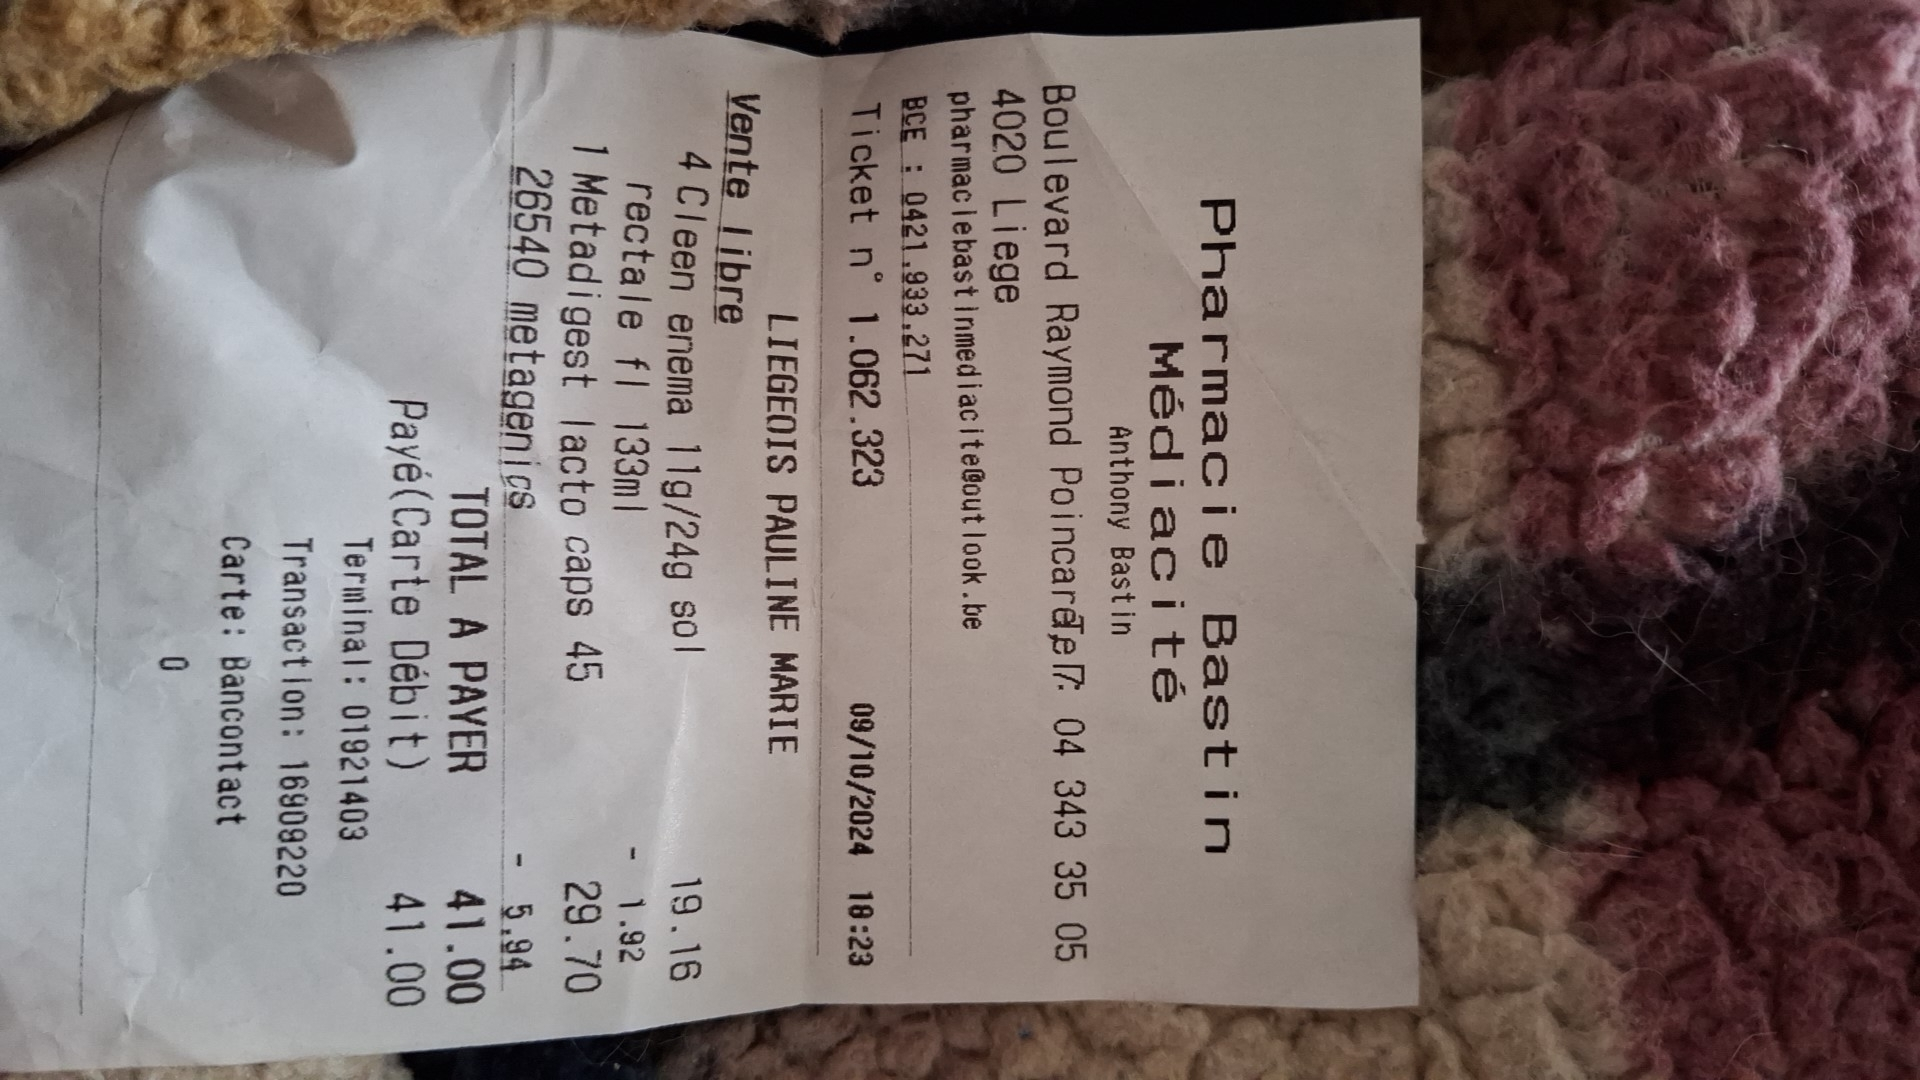 Pharmacie Bastin
Médiacité
Anthony Bastin
Boulevard Raymond Poincaré, 7 Tel : 04 343 35 05
4020 Liege
pharmaciebastinmediacite@outlook.be
BCE : 0421.933.271
Ticket n° 1.062.323 09/10/2024 18:23
LIEGEOIS PAULINE MARIE
Vente libre
4 Cleen enema 11g/24g sol 19.16
rectale fl 133ml - 1.92
1 Metadigest lacto caps 45 29.70
26540 metagenics - 5.94
TOTAL A PAYER 41.00
Payé(Carte Débit) 41.00
Terminal: 01921403
Transaction: 16909220
Carte: Bancontact
0